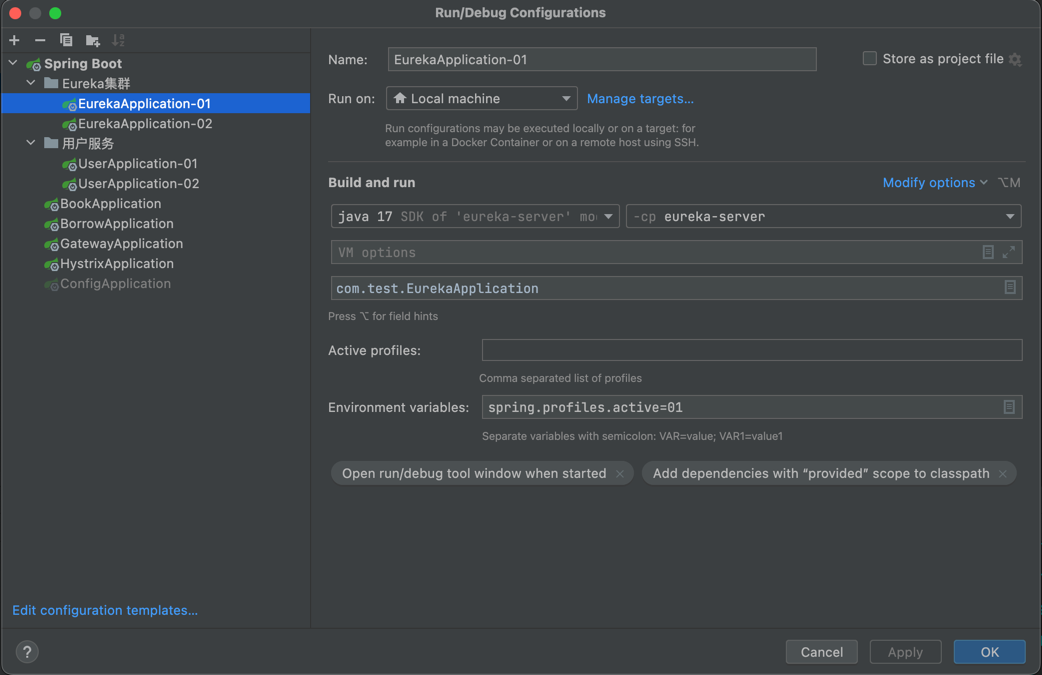 Run/Debug Configurations
Spring Boot
Eureka集群
EurekaApplication-01
EurekaApplication-02
用户服务
UserApplication-01
UserApplication-02
BookApplication
BorrowApplication
GatewayApplication
HystrixApplication
ConfigApplication
Edit configuration templates...
Name: EurekaApplication-01 Store as project file
Run on: Local machine Manage targets...
Run configurations may be executed locally or on a target: for
example in a Docker Container or on a remote host using SSH.
Build and run Modify options ⌥M
java 17 SDK of 'eureka-server' mo -cp eureka-server
VM options
com.test.EurekaApplication
Press ⌥ for field hints
Active profiles:
Comma separated list of profiles
Environment variables: spring.profiles.active=01
Separate variables with semicolon: VAR=value; VAR1=value1
Open run/debug tool window when started × Add dependencies with “provided” scope to classpath ×
? Cancel Apply OK